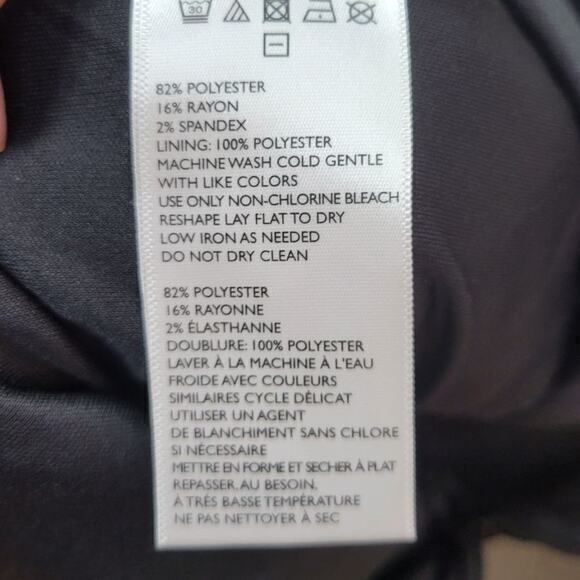 30
82% POLYESTER
16% RAYON
2% SPANDEX
LINING: 100% POLYESTER
MACHINE WASH COLD GENTLE
WITH LIKE COLORS
USE ONLY NON-CHLORINE BLEACH
RESHAPE LAY FLAT TO DRY
LOW IRON AS NEEDED
DO NOT DRY CLEAN
82% POLYESTER
16% RAYONNE
2% ÉLASTHANNE
DOUBLURE: 100% POLYESTER
LAVER À LA MACHINE À L'EAU
FROIDE AVEC COULEURS
SIMILAIRES CYCLE DÉLICAT
UTILISER UN AGENT
DE BLANCHIMENT SANS CHLORE
SI NÉCESSAIRE
METTRE EN FORME ET SECHER À PLAT
REPASSER. AU BESOIN.
À TRÈS BASSE TEMPÉRATURE
NE PAS NETTOYER À SEC